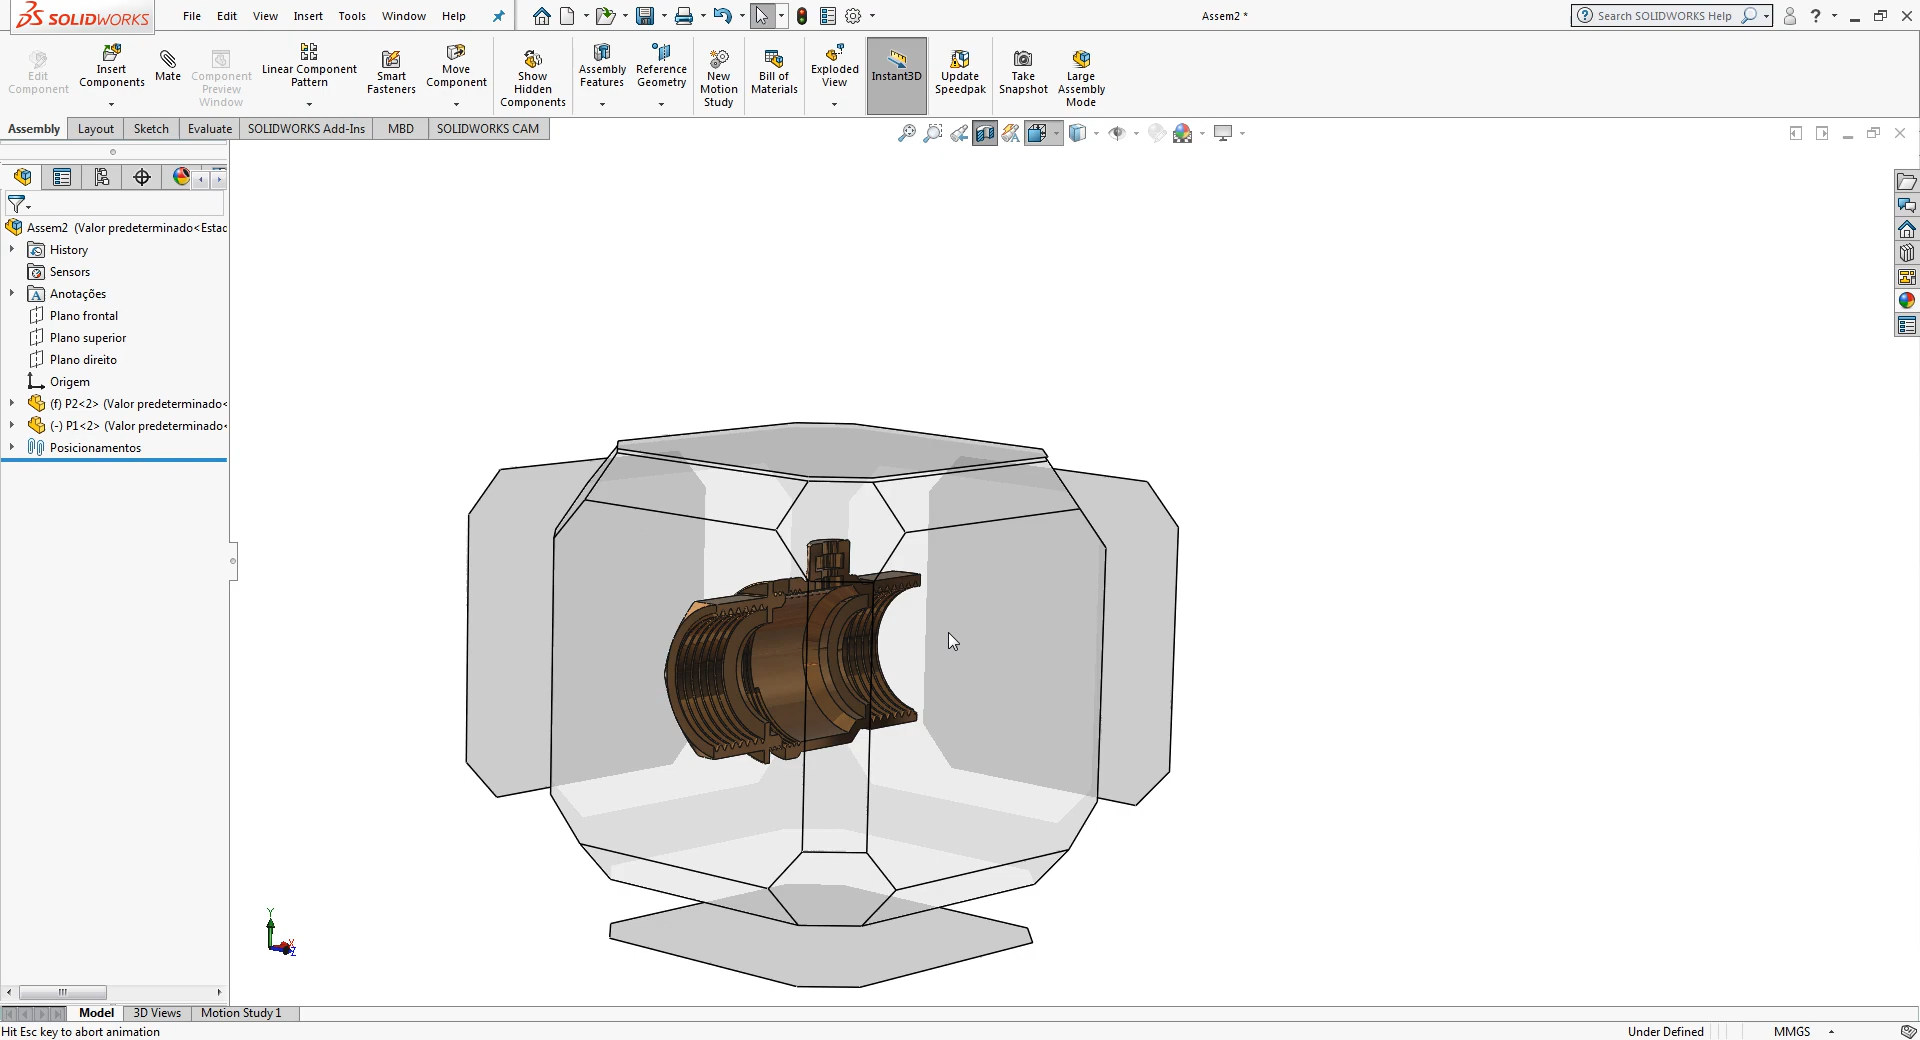 SOLIDWORKS
File Edit View Insert Tools Window Help
Assem2 *
Search SOLIDWORKS Help
Edit Component
Insert Components
Mate
Component Preview Window
Linear Component Pattern
Smart Fasteners
Move Component
Show Hidden Components
Assembly Features
Reference Geometry
New Motion Study
Bill of Materials
Exploded View
Instant3D
Update Speedpak
Take Snapshot
Large Assembly Mode
Assembly Layout Sketch Evaluate SOLIDWORKS Add-Ins MBD SOLIDWORKS CAM
Assem2 (Valor predeterminado<Estac
History
Sensors
Anotações
Plano frontal
Plano superior
Plano direito
Origem
(f) P2<2> (Valor predeterminado<
(-) P1<2> (Valor predeterminado<
Posicionamentos
Y
X
Z
Model 3D Views Motion Study 1
Hit Esc key to abort animation
Under Defined
MMGS